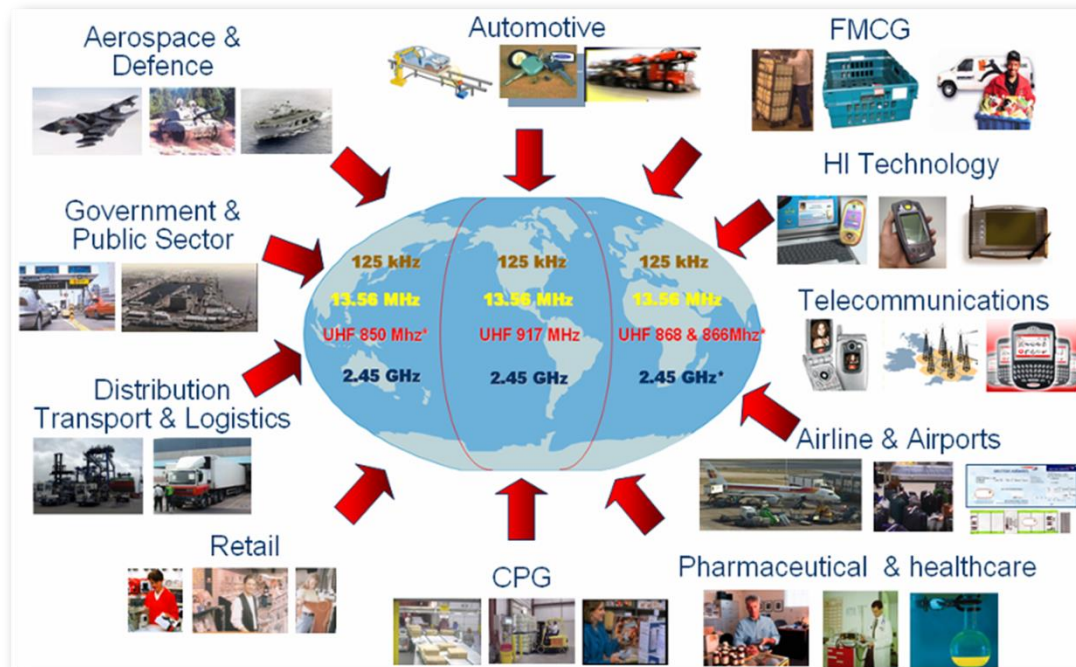 Aerospace &
Defence
Automotive
FMCG
HI Technology
Government &
Public Sector
125 kHz
125 kHz
125 kHz
13.56 MHz
13.56 MHz
13.56 MHz
UHF 850 Mhz*
UHF 917 MHz
UHF 868 & 866Mhz*
2.45 GHz
2.45 GHz
2.45 GHz*
Telecommunications
Distribution
Transport & Logistics
Airline & Airports
Retail
CPG
Pharmaceutical & healthcare